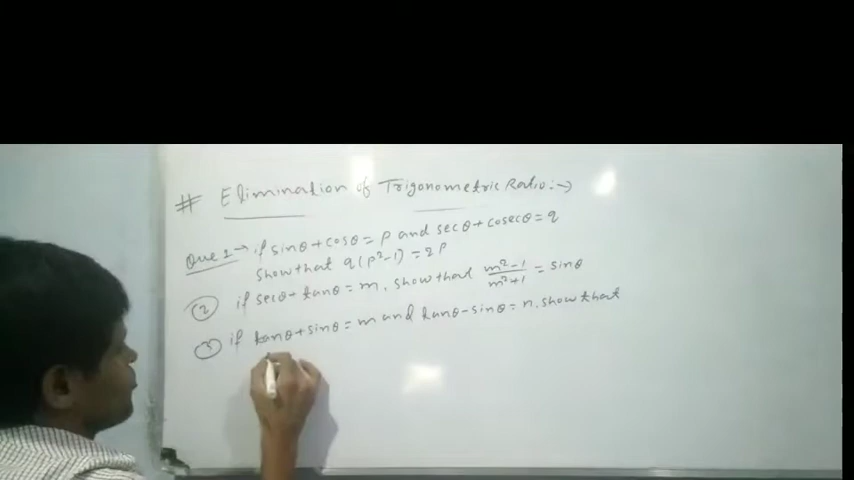 # Elimination of Trigonometric Ratio:→
Que 1→ if sinθ + cosθ = p and secθ + cosecθ = q
show that q(p²-1) = 2p
② if secθ + tanθ = m, show that m²-1/m²+1 = sinθ
③ if tanθ + sinθ = m and tanθ - sinθ = n. show that